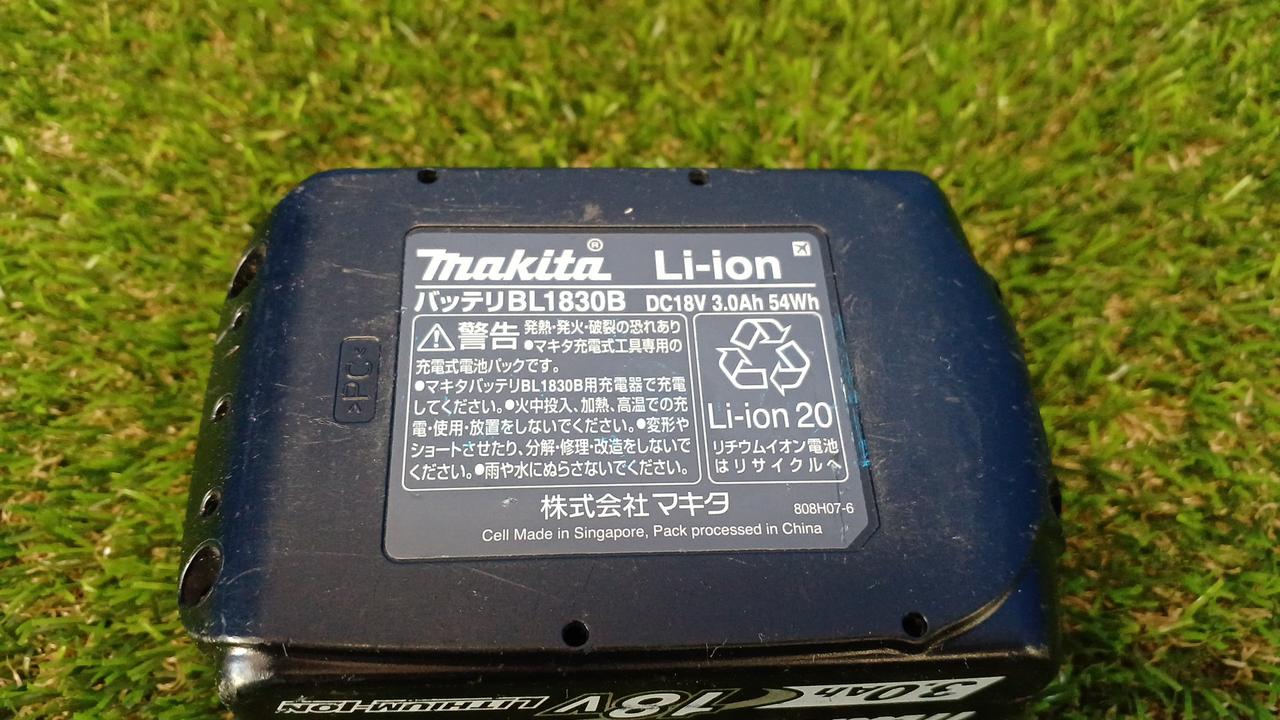 makita® Li-ion
バッテリBL1830B DC18V 3.0Ah 54Wh
警告 発熱・発火・破裂の恐れあり
●マキタ充電式工具専用の
充電式電池パックです。
●マキタバッテリBL1830B用充電器で充電
してください。●火中投入、加熱、高温での充
電・使用・放置をしないでください。●変形や
ショートさせたり、分解・修理・改造をしないで
ください。●雨や水にぬらさないでください。
Li-ion 20
リチウムイオン電池
はリサイクルへ
株式会社マキタ
808H07-6
Cell Made in Singapore, Pack processed in China
>PC<
3.0Ah 18V LITHIUM-ION